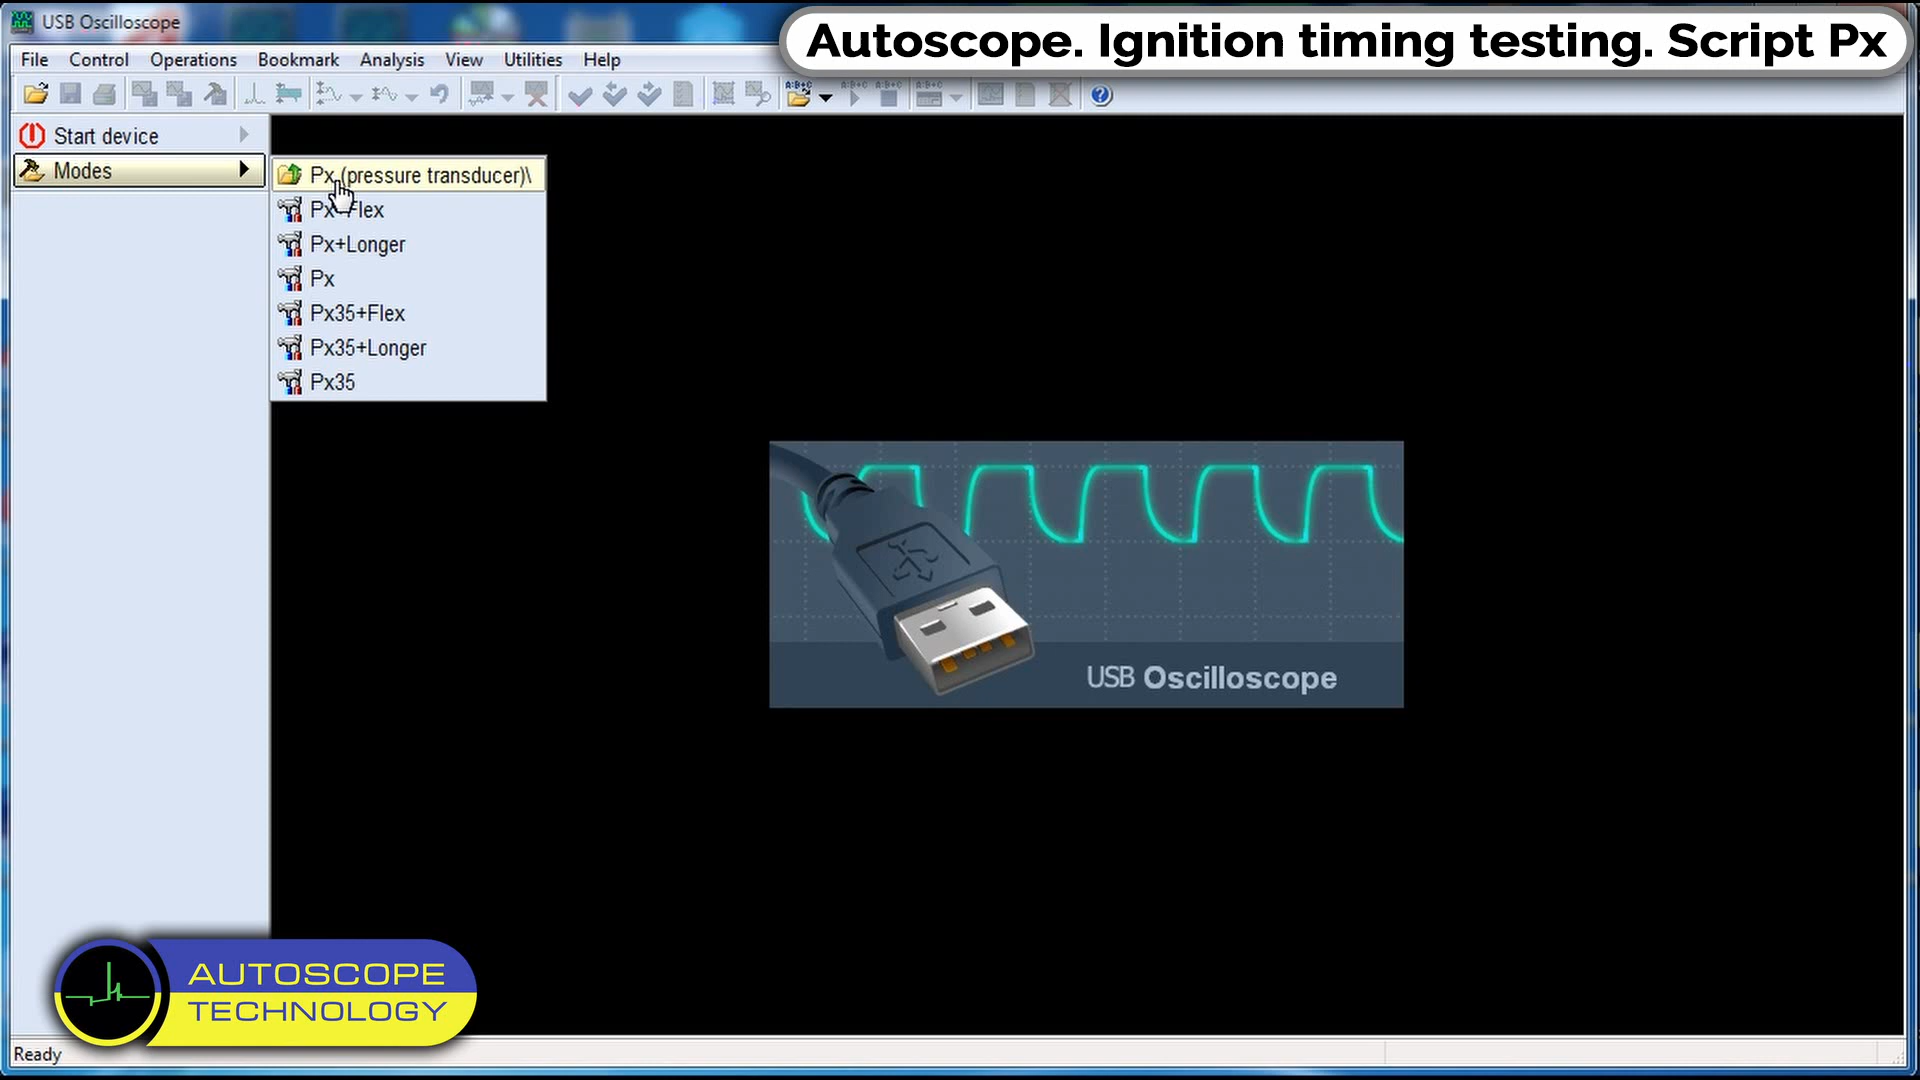 USB Oscilloscope
Autoscope. Ignition timing testing. Script Px
File Control Operations Bookmark Analysis View Utilities Help
A:B+C A:B+C A:B+C A:B+C
Start device
Modes
Px (pressure transducer)\
Px+Flex
Px+Longer
Px
Px35+Flex
Px35+Longer
Px35
USB Oscilloscope
AUTOSCOPE
TECHNOLOGY
Ready